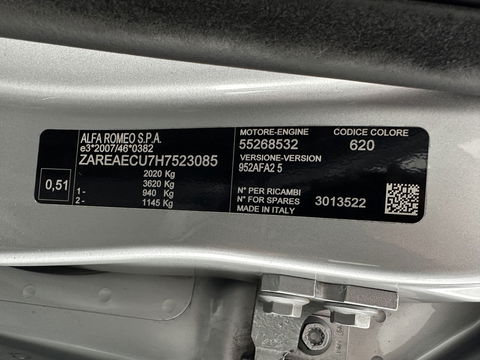 ALFA ROMEO S.P.A.
e3*2007/46*0382
ZAREAECU7H7523085
0,51
2020 Kg
3620 Kg
1- 940 Kg
2- 1145 Kg
MOTORE-ENGINE
55268532
VERSIONE-VERSION
952AFA2 5
N° PER RICAMBI
N° FOR SPARES 3013522
MADE IN ITALY
CODICE COLORE
620